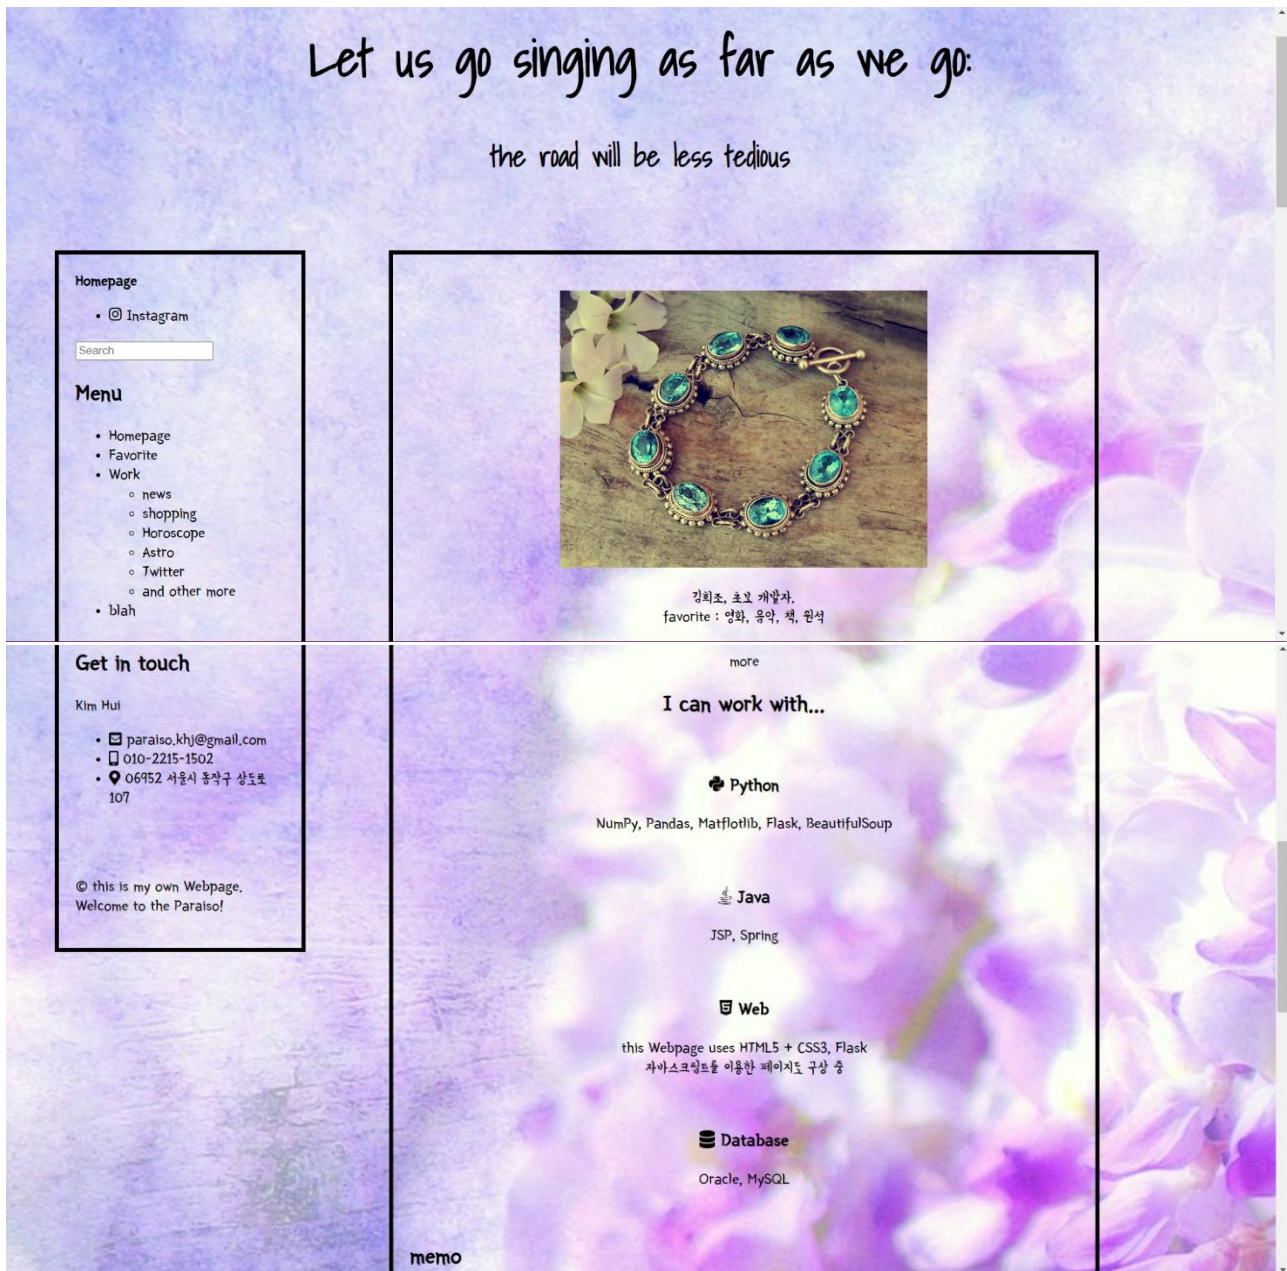 Let us go singing as far as we go:
the road will be less tedious
Homepage
Instagram
Search
Menu
Homepage
Favorite
Work
news
shopping
Horoscope
Astro
Twitter
and other more
blah
김희조, 초보 개발자.
favorite : 영화, 음악, 책, 원석
Get in touch
Kim Hui
paraiso.khj@gmail.com
010-2215-1502
06952 서울시 동작구 상도로
107
© this is my own Webpage.
Welcome to the Paraiso!
more
I can work with...
Python
NumPy, Pandas, Matflotlib, Flask, BeautifulSoup
Java
JSP, Spring
Web
this Webpage uses HTML5 + CSS3, Flask
자바스크립트를 이용한 페이지도 구상 중
Database
Oracle, MySQL
memo